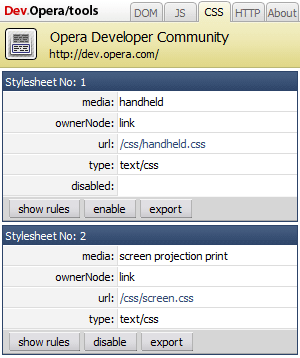 Dev.Opera/tools DOM JS CSS HTTP About
Opera Developer Community
http://dev.opera.com/
Stylesheet No: 1
media: handheld
ownerNode: link
url: /css/handheld.css
type: text/css
disabled:
show rules enable export
Stylesheet No: 2
media: screen projection print
ownerNode: link
url: /css/screen.css
type: text/css
show rules disable export